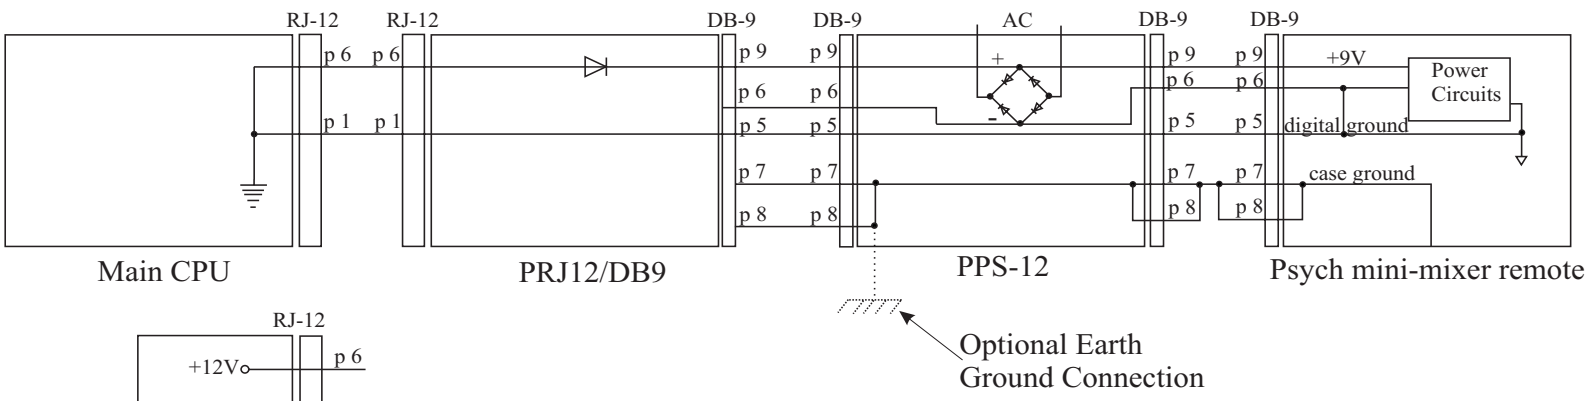 RJ-12 RJ-12 DB-9 DB-9 AC DB-9 DB-9
p 6 p 6 p 9 p 9 + p 9 p 9 +9V Power
p 6 p 6 p 6 p 6 Circuits
p 1 p 1 p 5 p 5 - p 5 p 5 digital ground
p 7 p 7 p 7 p 7 case ground
p 8 p 8 p 8 p 8
Main CPU PRJ12/DB9 PPS-12 Psych mini-mixer remote
RJ-12
Optional Earth
Ground Connection
+12V p 6